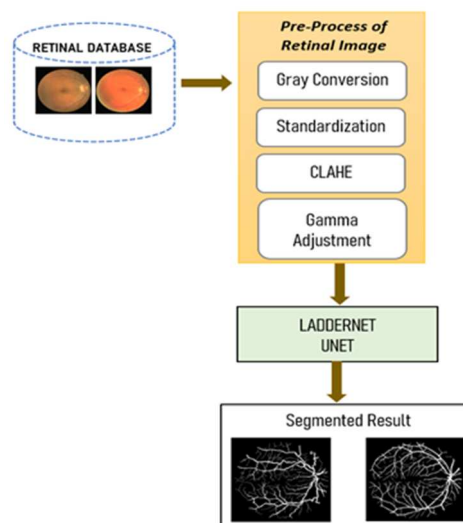 RETINAL DATABASE
Pre-Process of
Retinal Image
Gray Conversion
Standardization
CLAHE
Gamma
Adjustment
LADDERNET
UNET
Segmented Result